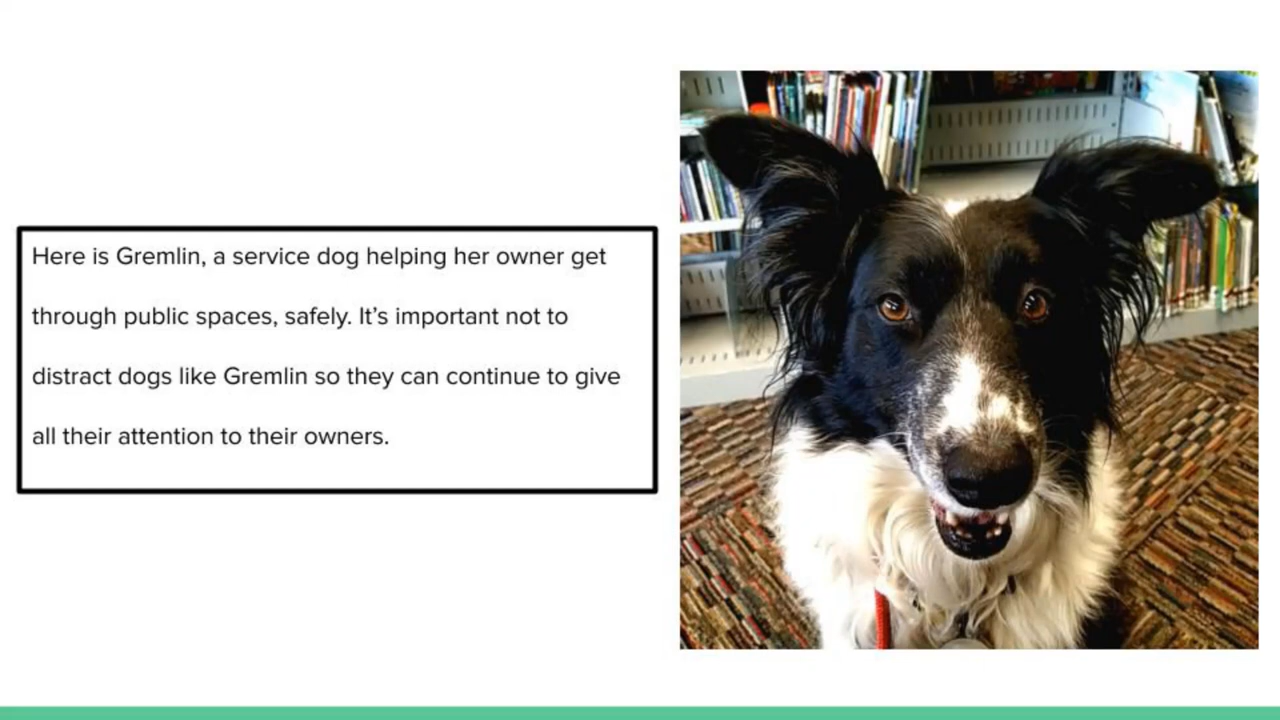 Here is Gremlin, a service dog helping her owner get
through public spaces, safely. It’s important not to
distract dogs like Gremlin so they can continue to give
all their attention to their owners.